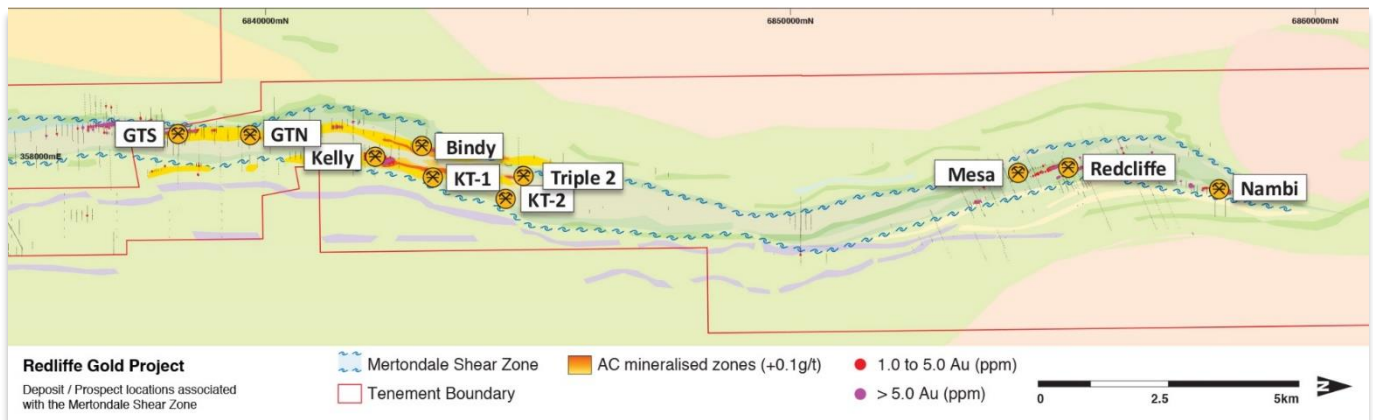 6840000mN
6850000mN
6860000mN
358000mE
GTS
GTN
Bindy
Kelly
KT-1
Triple 2
KT-2
Mesa
Redcliffe
Nambi
Redliffe Gold Project
Deposit / Prospect locations associated
with the Mertondale Shear Zone
Mertondale Shear Zone
Tenement Boundary
AC mineralised zones (+0.1g/t)
1.0 to 5.0 Au (ppm)
> 5.0 Au (ppm)
0 2.5 5km
N